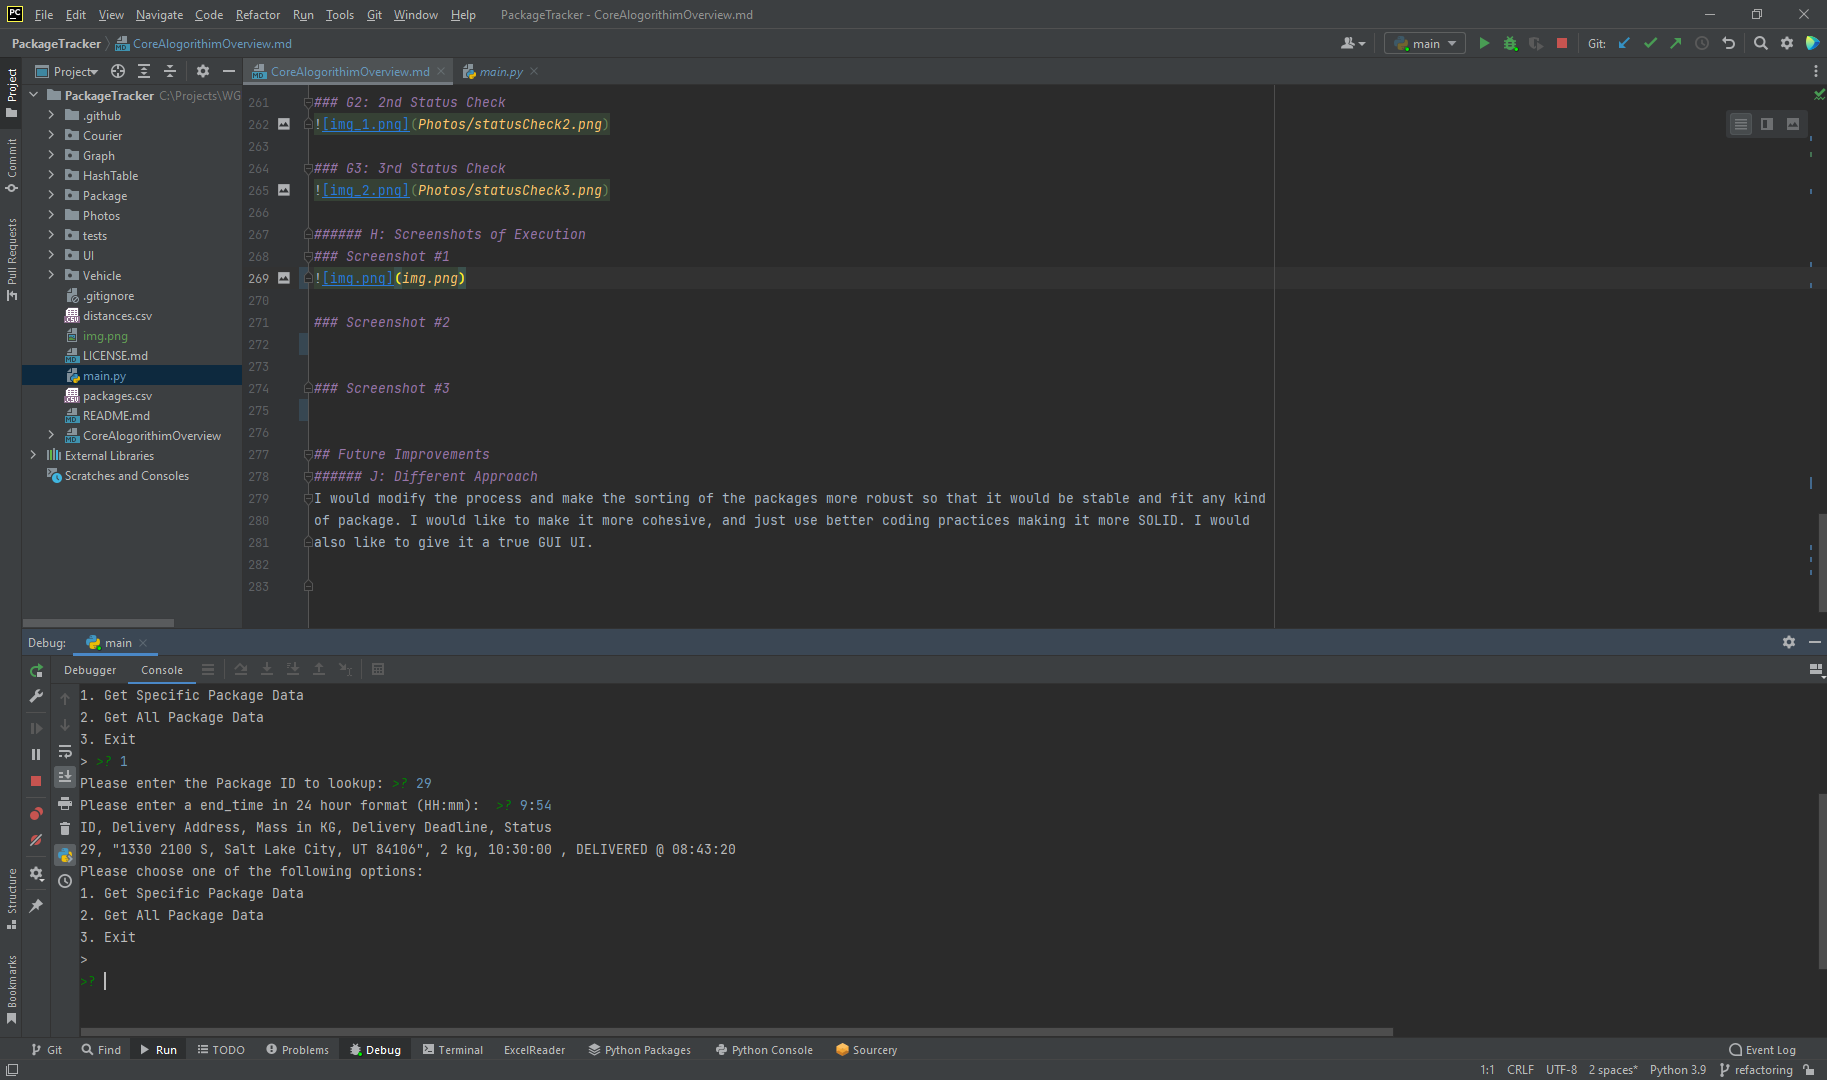 PC File Edit View Navigate Code Refactor Run Tools Git Window Help PackageTracker - CoreAlogorithimOverview.md
PackageTracker CoreAlogorithimOverview.md main Git:
Project CoreAlogorithimOverview.md main.py
Project
Commit
Pull Requests
Structure
Bookmarks
PackageTracker C:\Projects\WG
.github
Courier
Graph
HashTable
Package
Photos
tests
UI
Vehicle
.gitignore
distances.csv
img.png
LICENSE.md
main.py
packages.csv
README.md
CoreAlogorithimOverview
External Libraries
Scratches and Consoles
261 ### G2: 2nd Status Check
262 ![img_1.png](Photos/statusCheck2.png)
263
264 ### G3: 3rd Status Check
265 ![img_2.png](Photos/statusCheck3.png)
266
267 ###### H: Screenshots of Execution
268 ### Screenshot #1
269 ![img.png](img.png)
270
271 ### Screenshot #2
272
273
274 ### Screenshot #3
275
276
277 ## Future Improvements
278 ###### J: Different Approach
279 I would modify the process and make the sorting of the packages more robust so that it would be stable and fit any kind
280 of package. I would like to make it more cohesive, and just use better coding practices making it more SOLID. I would
281 also like to give it a true GUI UI.
282
283
Debug: main
Debugger Console
1. Get Specific Package Data
2. Get All Package Data
3. Exit
> >? 1
Please enter the Package ID to lookup: >? 29
Please enter a end_time in 24 hour format (HH:mm):  >? 9:54
ID, Delivery Address, Mass in KG, Delivery Deadline, Status
29, "1330 2100 S, Salt Lake City, UT 84106", 2 kg, 10:30:00 , DELIVERED @ 08:43:20
Please choose one of the following options:
1. Get Specific Package Data
2. Get All Package Data
3. Exit
>
>?
Git Find Run TODO Problems Debug Terminal ExcelReader Python Packages Python Console Sourcery Event Log
1:1 CRLF UTF-8 2 spaces* Python 3.9 refactoring